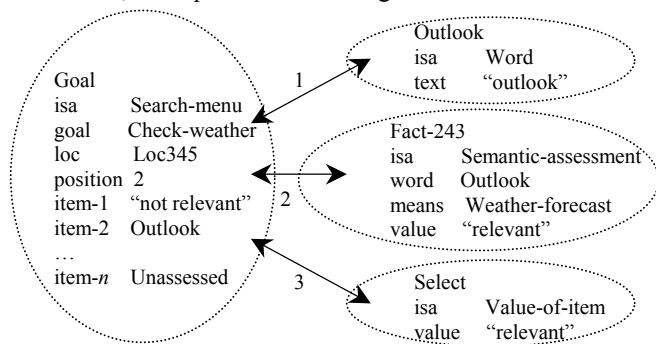 Goal
isa Search-menu
goal Check-weather
loc Loc345
position 2
item-1 “not relevant”
item-2 Outlook
…
item-n Unassessed
1
2
3
Outlook
isa Word
text “outlook”
Fact-243
isa Semantic-assessment
word Outlook
means Weather-forecast
value “relevant”
Select
isa Value-of-item
value “relevant”